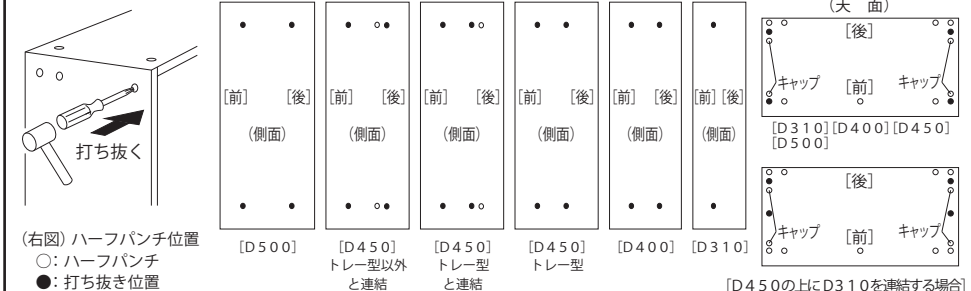 打ち抜く
(右図) ハーフパンチ位置
○: ハーフパンチ
●: 打ち抜き位置
[前] [後]
(側面)
[D500]
[前] [後]
(側面)
[D450]
トレー型以外
と連結
[前] [後]
(側面)
[D450]
トレー型
と連結
[前] [後]
(側面)
[D450]
トレー型
[前] [後]
(側面)
[D400]
[前] [後]
(側面)
[D310]
(天 面)
[後]
キャップ [前] キャップ
[D310] [D400] [D450]
[D500]
[後]
キャップ [前] キャップ
[D450の上にD310を連結する場合]